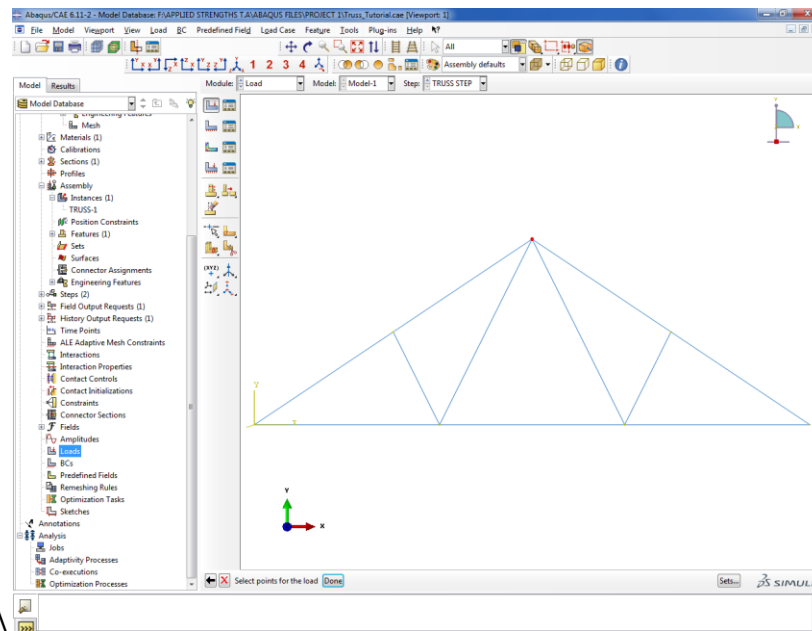 Abaqus/CAE 6.11-2 - Model Database: F:\APPLIED STRENGTHS T.A\ABAQUS FILES\PROJECT 1\Truss_Tutorial.cae [Viewport: 1]
File Model Viewport View Load BC Predefined Field Load Case Feature Tools Plug-ins Help
All
1 2 3 4 Assembly defaults
Model Results Module: Load Model: Model-1 Step: TRUSS STEP
Model Database
Mesh
Materials (1)
Calibrations
Sections (1)
Profiles
Assembly
Instances (1)
TRUSS-1
Position Constraints
Features (1)
Sets
Surfaces
Connector Assignments
Engineering Features
Steps (2)
Field Output Requests (1)
History Output Requests (1)
Time Points
ALE Adaptive Mesh Constraints
Interactions
Interaction Properties
Contact Controls
Contact Initializations
Constraints
Connector Sections
Fields
Amplitudes
Loads
BCs
Predefined Fields
Remeshing Rules
Optimization Tasks
Sketches
Annotations
Analysis
Jobs
Adaptivity Processes
Co-executions
Optimization Processes
(XYZ)
Y
X
Y
X
Select points for the load Done Sets... SIMUL
>>>